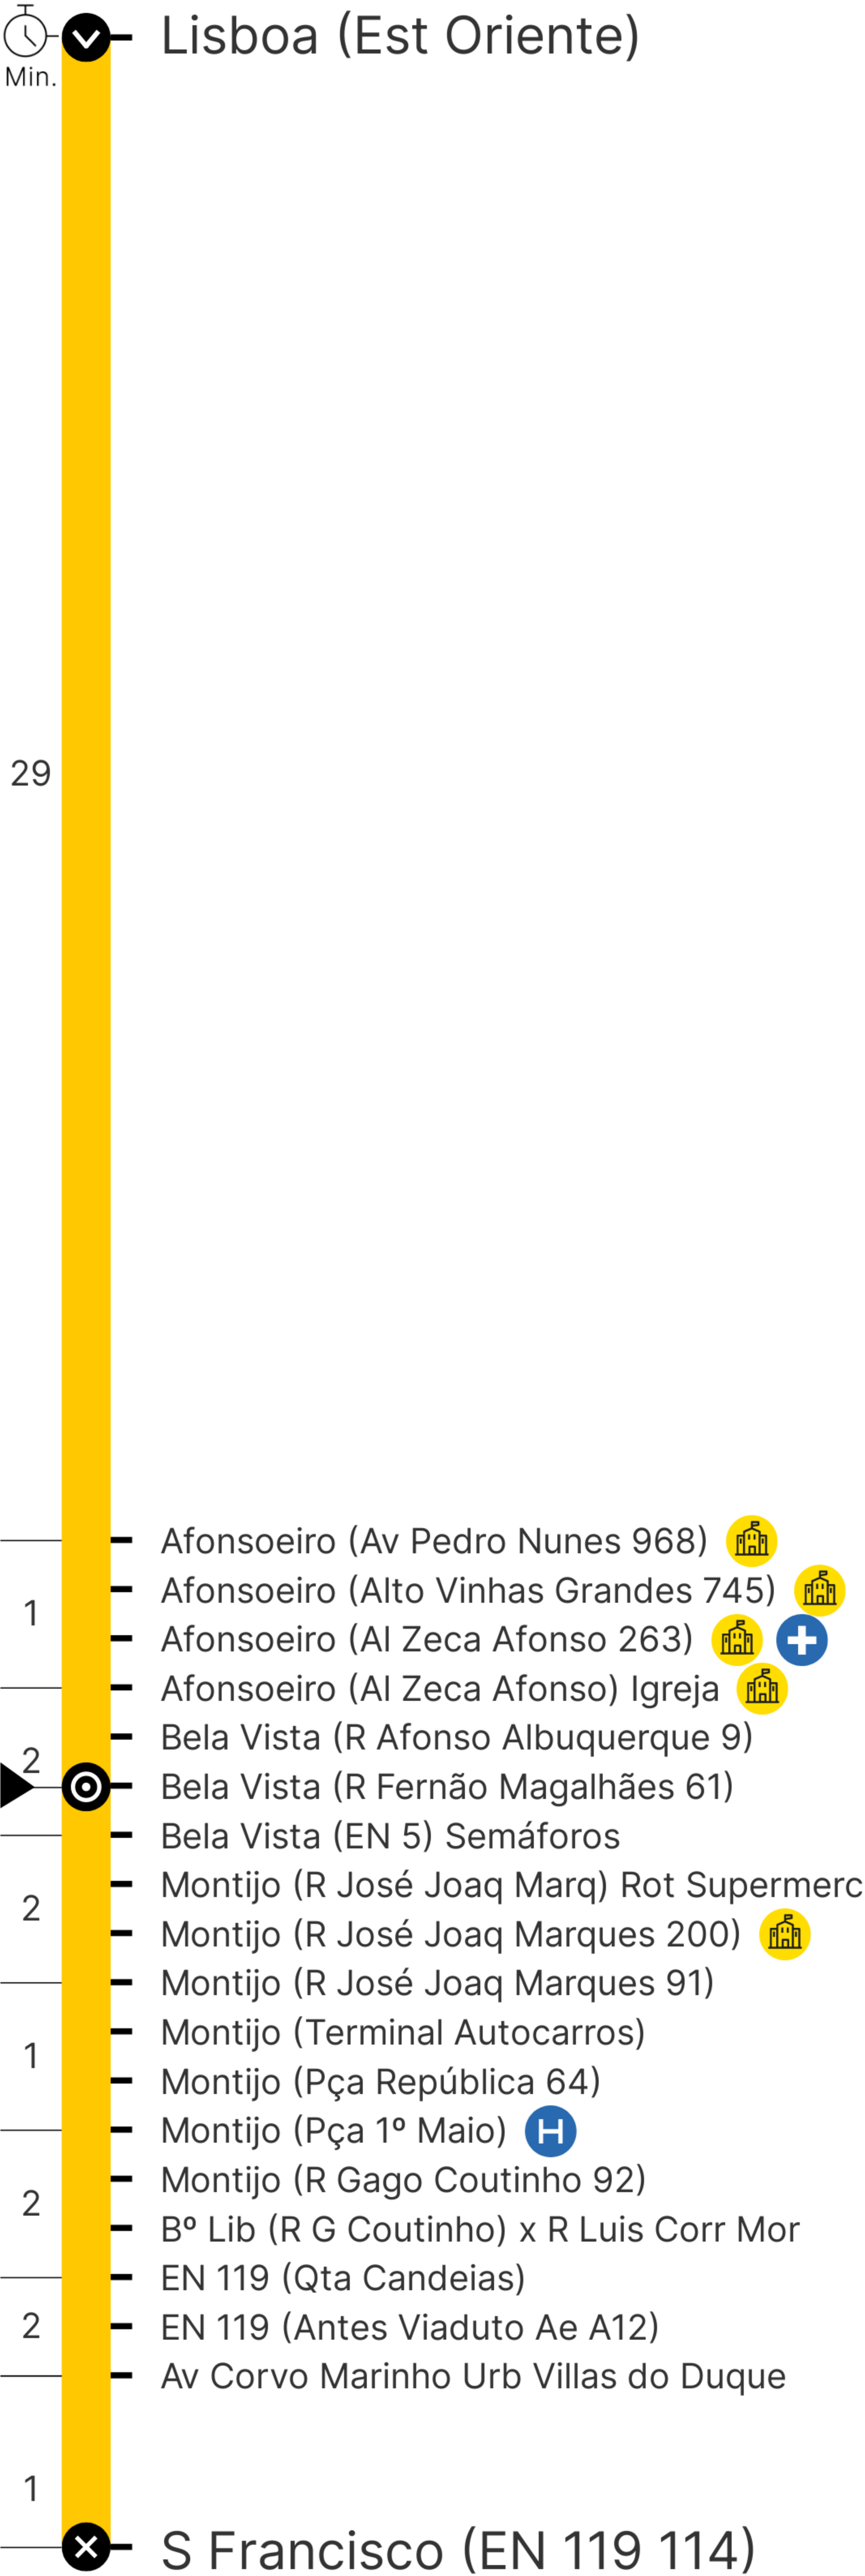 Lisboa (Est Oriente)
Min.
29
Afonsoeiro (Av Pedro Nunes 968)
Afonsoeiro (Alto Vinhas Grandes 745)
1
Afonsoeiro (Al Zeca Afonso 263)
Afonsoeiro (Al Zeca Afonso) Igreja
Bela Vista (R Afonso Albuquerque 9)
2
Bela Vista (R Fernão Magalhães 61)
Bela Vista (EN 5) Semáforos
Montijo (R José Joaq Marq) Rot Supermerc
2
Montijo (R José Joaq Marques 200)
Montijo (R José Joaq Marques 91)
Montijo (Terminal Autocarros)
1
Montijo (Pça República 64)
Montijo (Pça 1º Maio) H
Montijo (R Gago Coutinho 92)
2
Bº Lib (R G Coutinho) x R Luis Corr Mor
EN 119 (Qta Candeias)
2
EN 119 (Antes Viaduto Ae A12)
Av Corvo Marinho Urb Villas do Duque
1
S Francisco (EN 119 114)